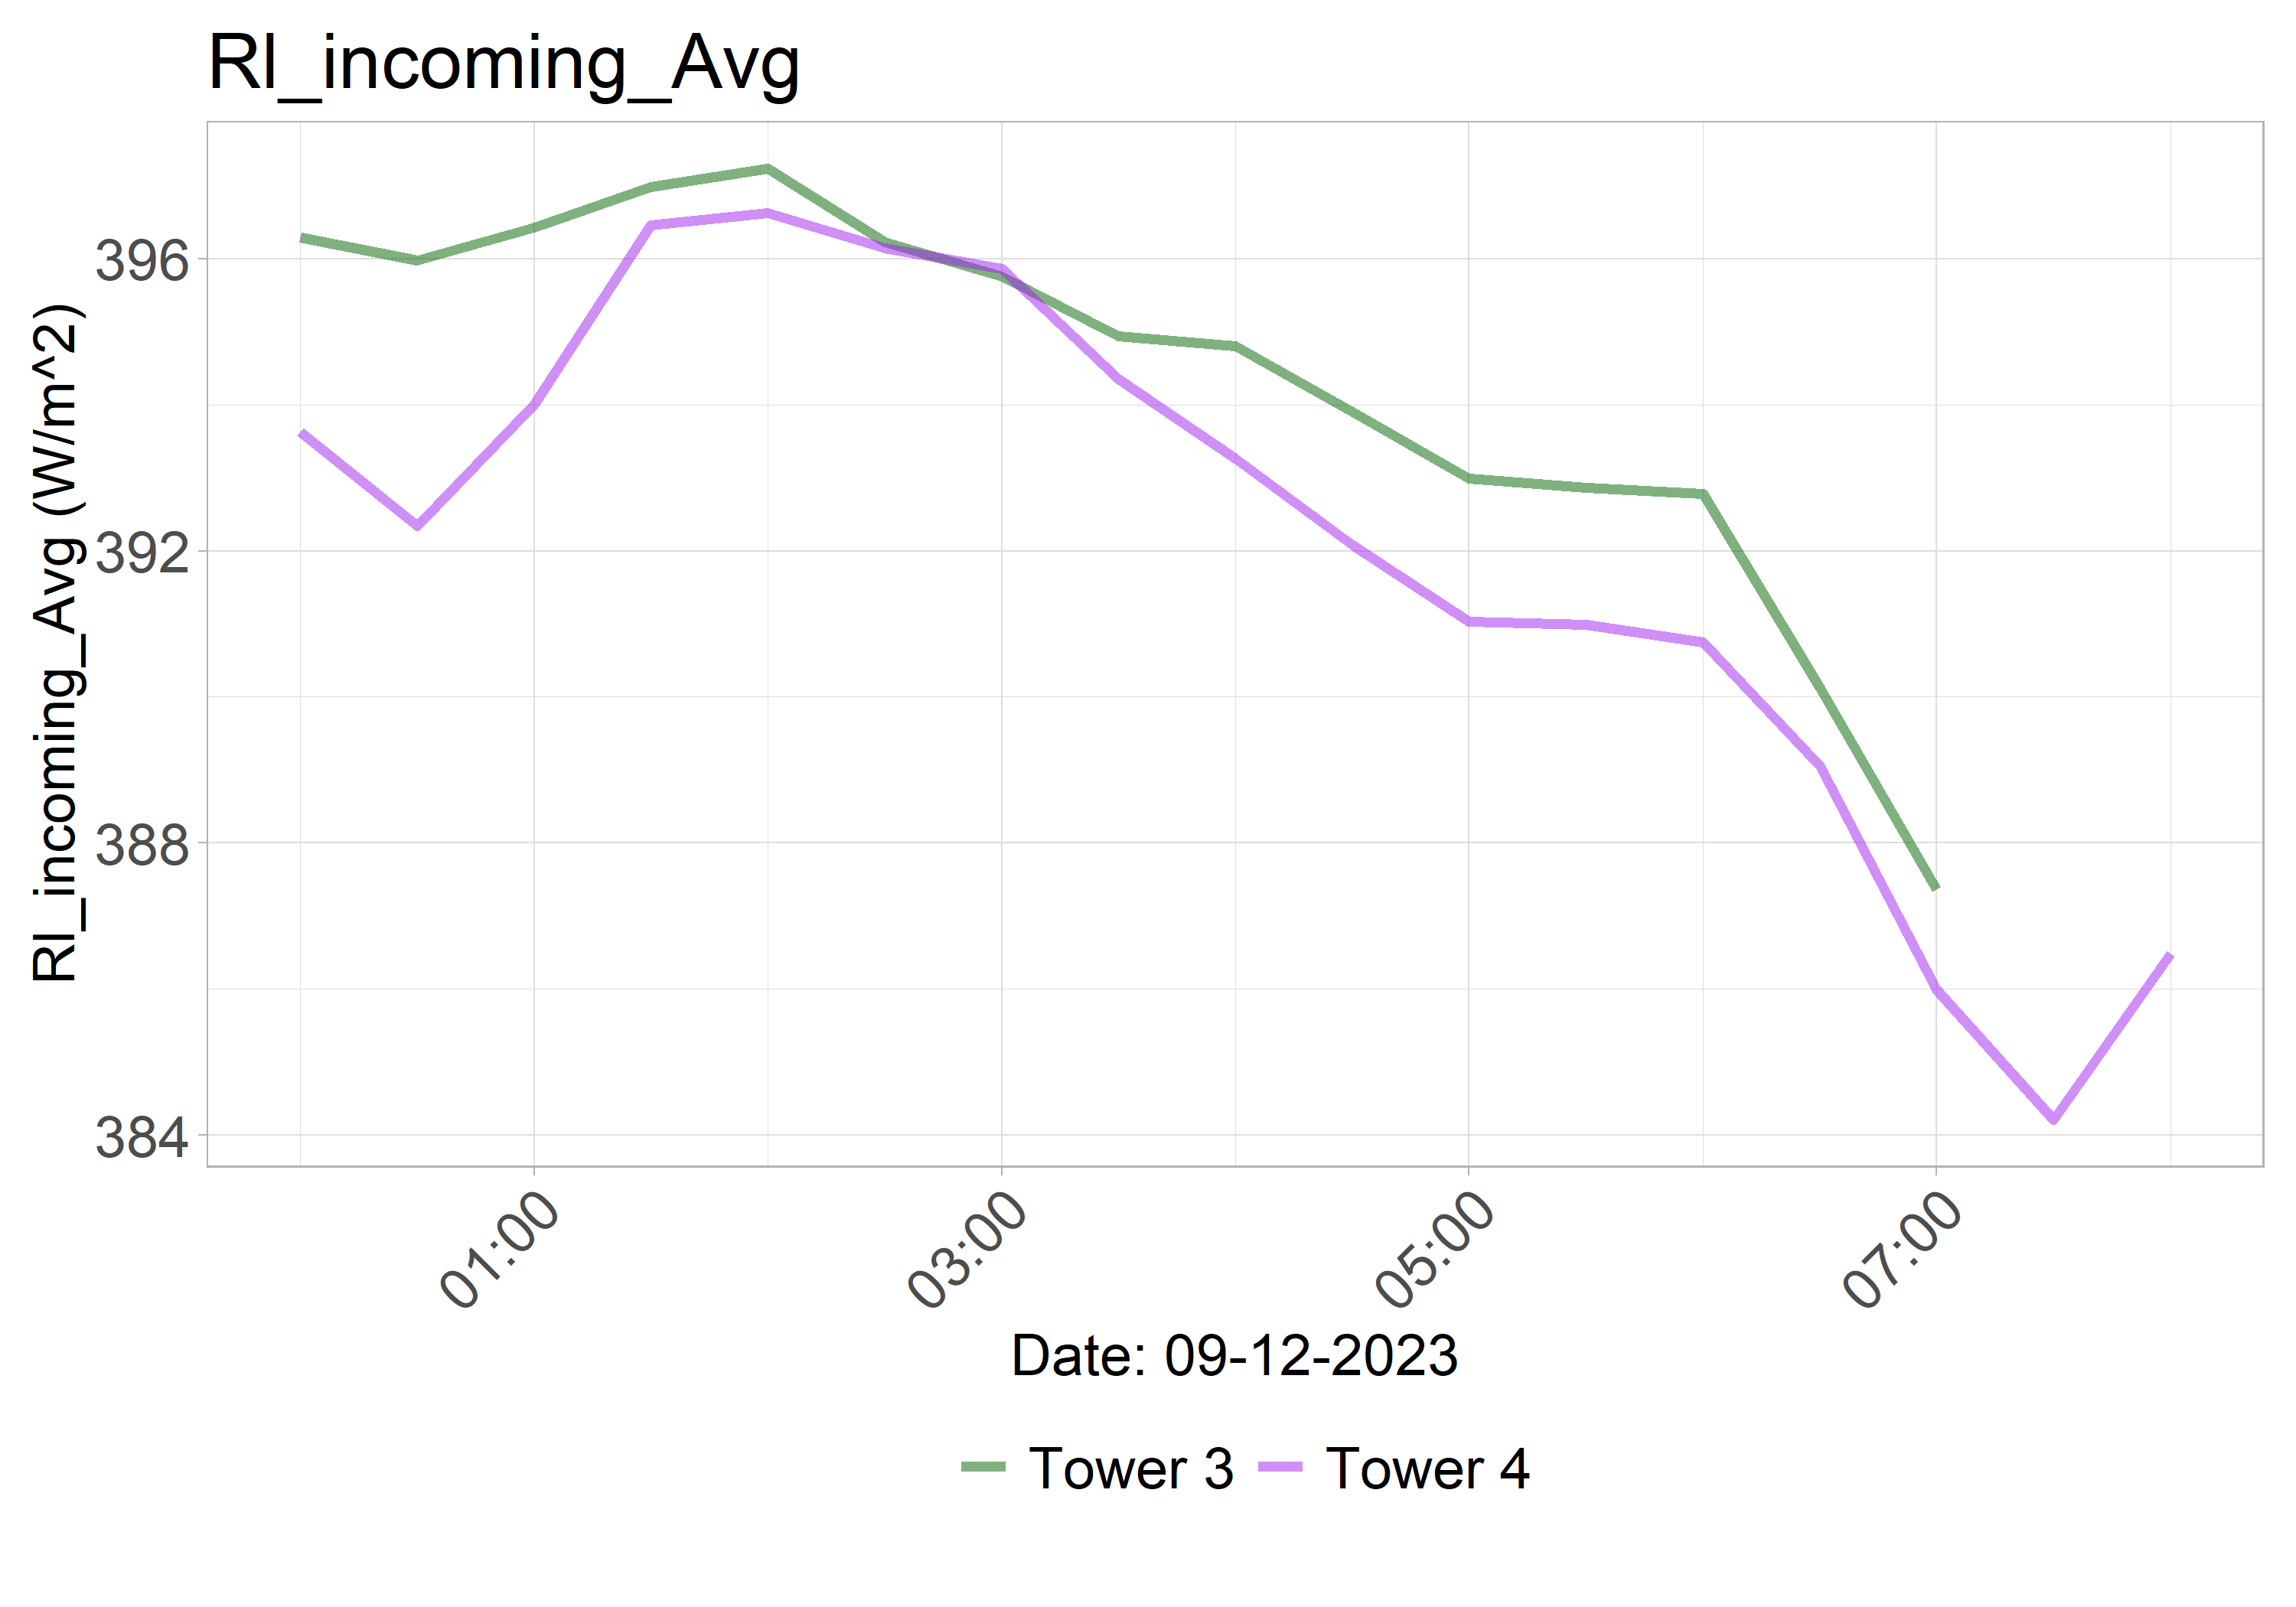 Rl_incoming_Avg
Rl_incoming_Avg (W/m^2)
396
392
388
384
01:00
03:00
05:00
07:00
Date: 09-12-2023
Tower 3
Tower 4